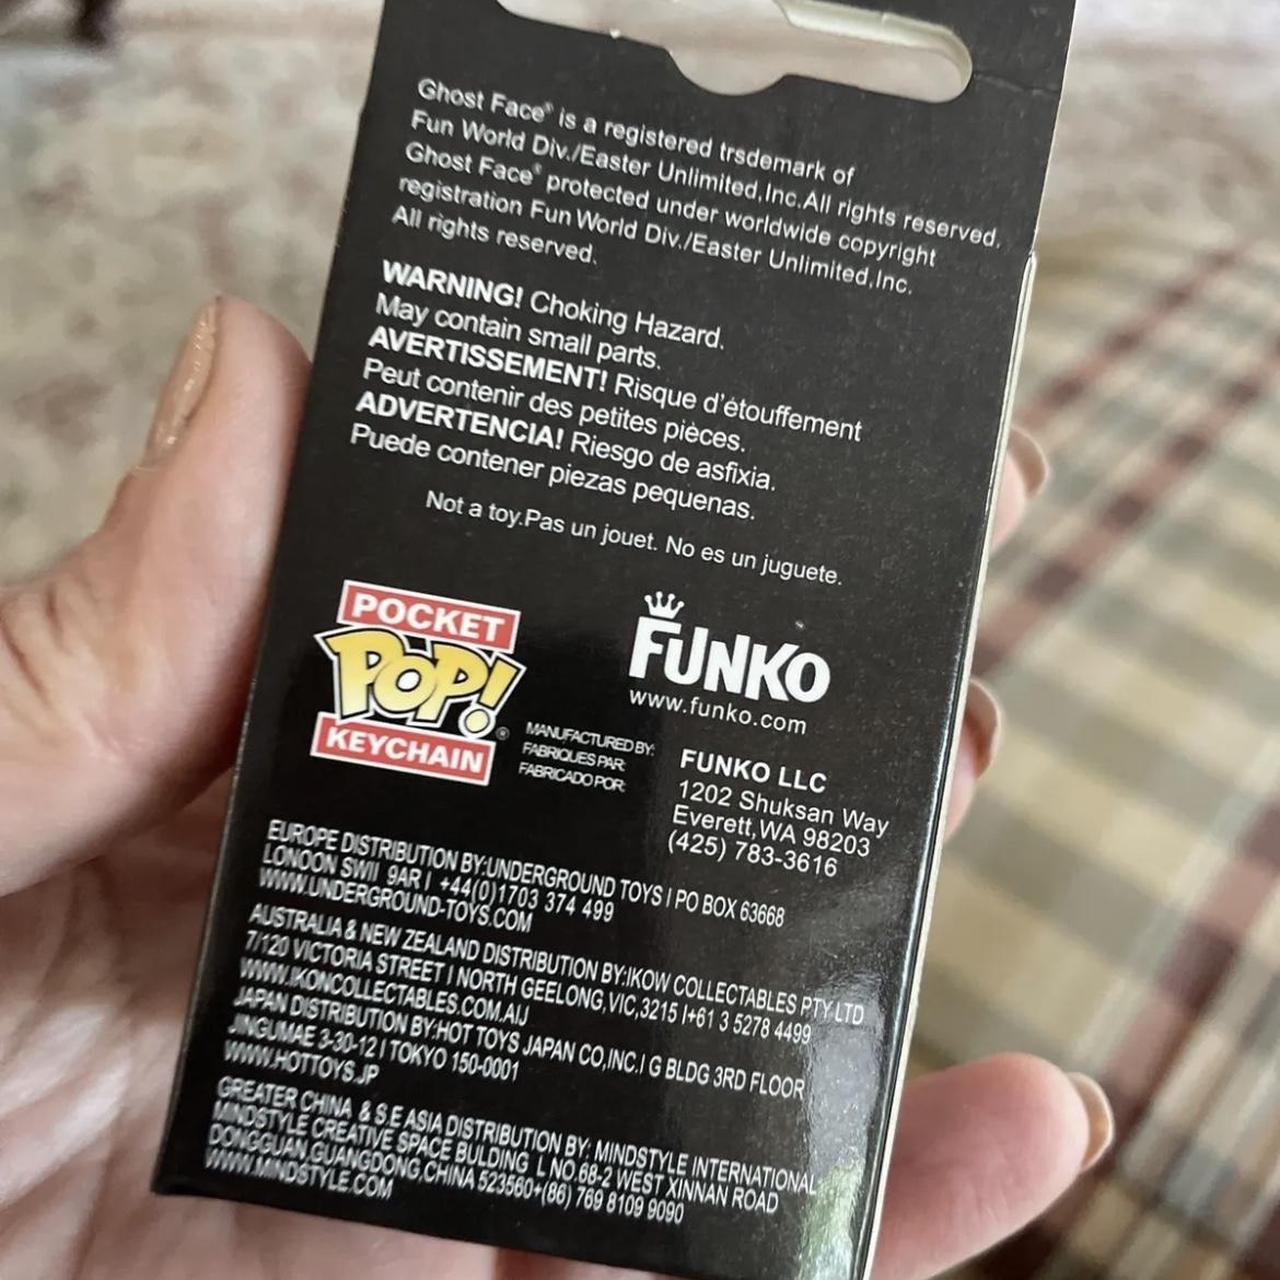 Ghost Face® is a registered trsdemark of
Fun World Div./Easter Unlimited,Inc.All rights reserved.
Ghost Face® protected under worldwide copyright
registration Fun World Div./Easter Unlimited,Inc.
All rights reserved.
WARNING! Choking Hazard.
May contain small parts.
AVERTISSEMENT! Risque d'étouffement
Peut contenir des petites pièces.
ADVERTENCIA! Riesgo de asfixia.
Puede contener piezas pequenas.
Not a toy.Pas un jouet. No es un juguete.
POCKET
POP!®
KEYCHAIN
FUNKO
www.funko.com
MANUFACTURED BY:
FABRIQUES PAR:
FABRICADO POR:
FUNKO LLC
1202 Shuksan Way
Everett,WA 98203
(425) 783-3616
EUROPE DISTRIBUTION BY:UNDERGROUND TOYS I PO BOX 63668
LONOON SWII 9AR I +44(0)1703 374 499
WWW.UNDERGROUND-TOYS.COM
AUSTRALIA & NEW ZEALAND DISTRIBUTION BY:IKOW COLLECTABLES PTY LTD
7/120 VICTORIA STREET I NORTH GEELONG,VIC,3215 I+61 3 5278 4499
WWW.IKONCOLLECTABLES.COM.AIJ
JAPAN DISTRIBUTION BY:HOT TOYS JAPAN CO,INC.I G BLDG 3RD FLOOR
JINGUMAE 3-30-12 I TOKYO 150-0001
WWW.HOTTOYS.JP
GREATER CHINA & S E ASIA DISTRIBUTION BY: MINDSTYLE INTERNATIONAL
MINDSTYLE CREATIVE SPACE BULDING L NO.68-2 WEST XINNAN ROAD
DONGGUAN,GUANGDONG,CHINA 523560+(86) 769 8109 9090
WWW.MINDSTYLE.COM